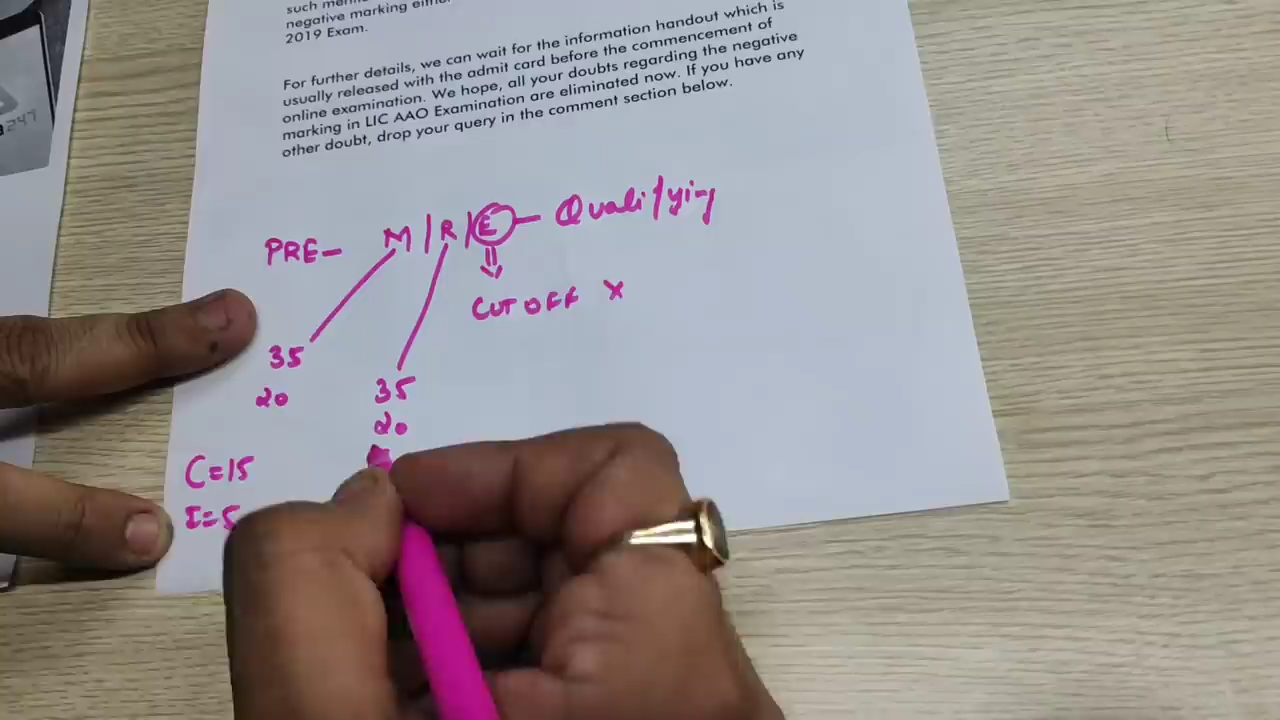 negative marking
2019 Exam.
For further details, we can wait for the information handout which is
usually released with the admit card before the commencement of
online examination. We hope, all your doubts regarding the negative
marking in LIC AAO Examination are eliminated now. If you have any
other doubt, drop your query in the comment section below.
PRE- M/R/E - Qualifying
CUT OFF X
35
20
35
20
C=15
I=5
247